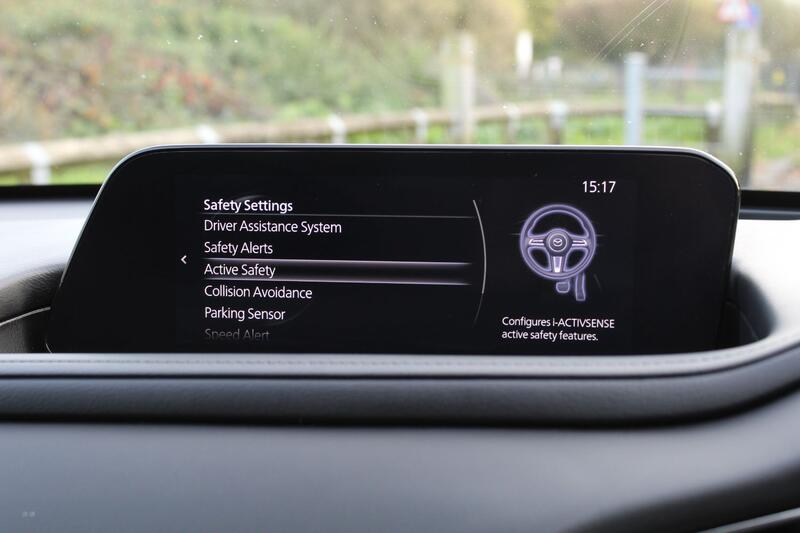 15:17
Safety Settings
Driver Assistance System
Safety Alerts
Active Safety
Collision Avoidance
Parking Sensor
Speed Alert
Configures i-ACTIVSENSE
active safety features.